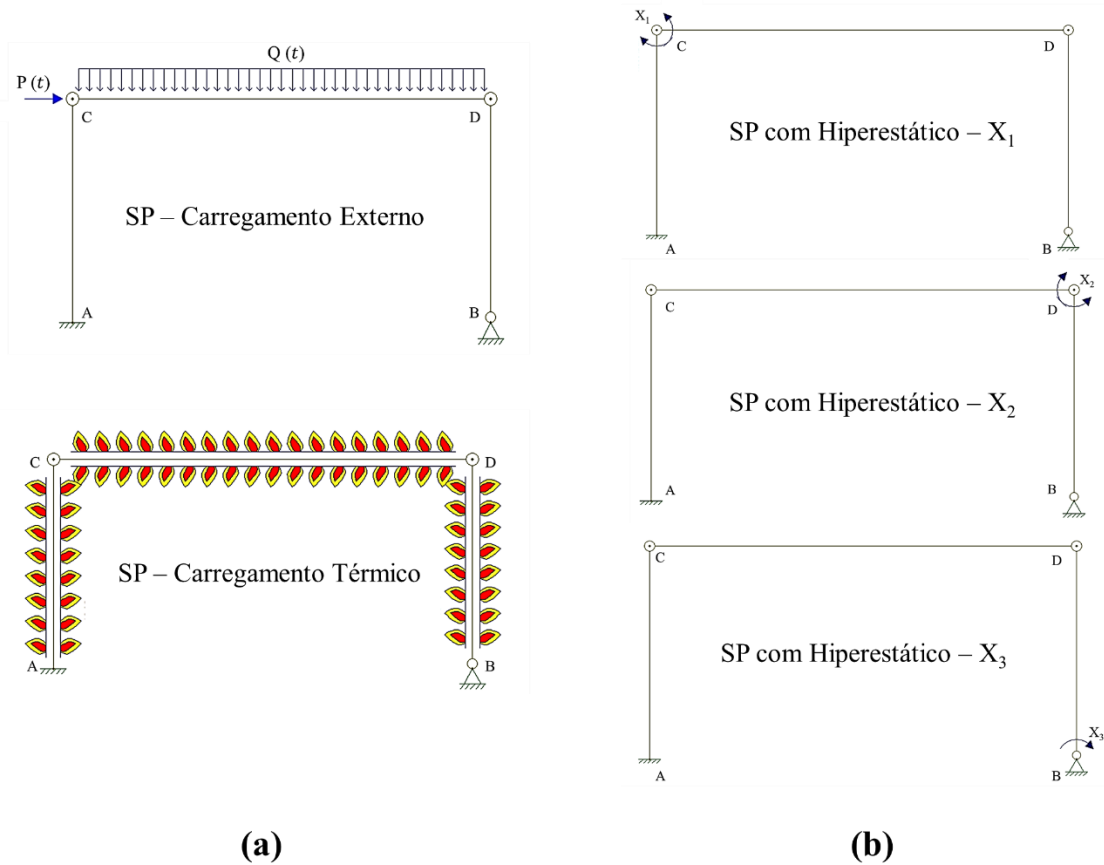 Q (t)
P (t)
C
D
SP – Carregamento Externo
A
B
C
D
SP – Carregamento Térmico
A
B
(a)
X₁
C
D
SP com Hiperestático – X₁
A
B
X₂
C
D
SP com Hiperestático – X₂
A
B
C
D
SP com Hiperestático – X₃
X₃
A
B
(b)